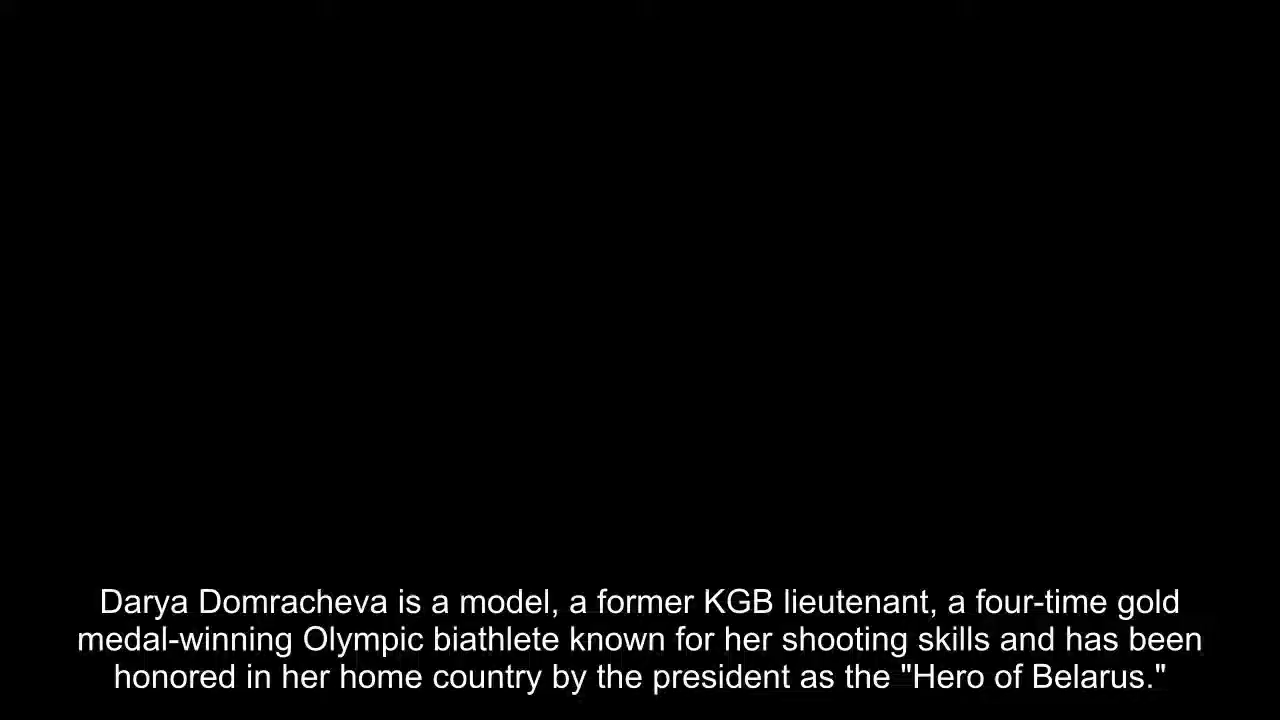 Darya Domracheva is a model, a former KGB lieutenant, a four-time gold
medal-winning Olympic biathlete known for her shooting skills and has been
honored in her home country by the president as the "Hero of Belarus."